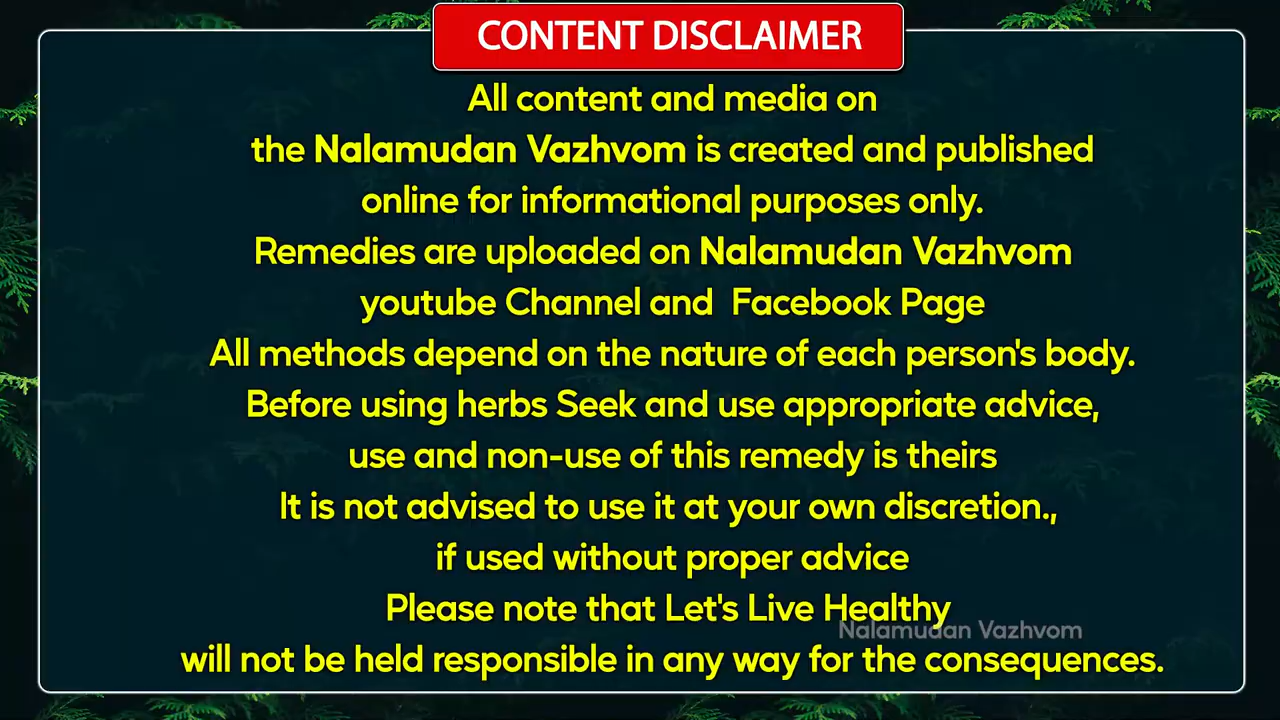 CONTENT DISCLAIMER
All content and media on
the Nalamudan Vazhvom is created and published
online for informational purposes only.
Remedies are uploaded on Nalamudan Vazhvom
youtube Channel and Facebook Page
All methods depend on the nature of each person's body.
Before using herbs Seek and use appropriate advice,
use and non-use of this remedy is theirs
It is not advised to use it at your own discretion.,
if used without proper advice
Please note that Let's Live Healthy
Nalamudan Vazhvom
will not be held responsible in any way for the consequences.